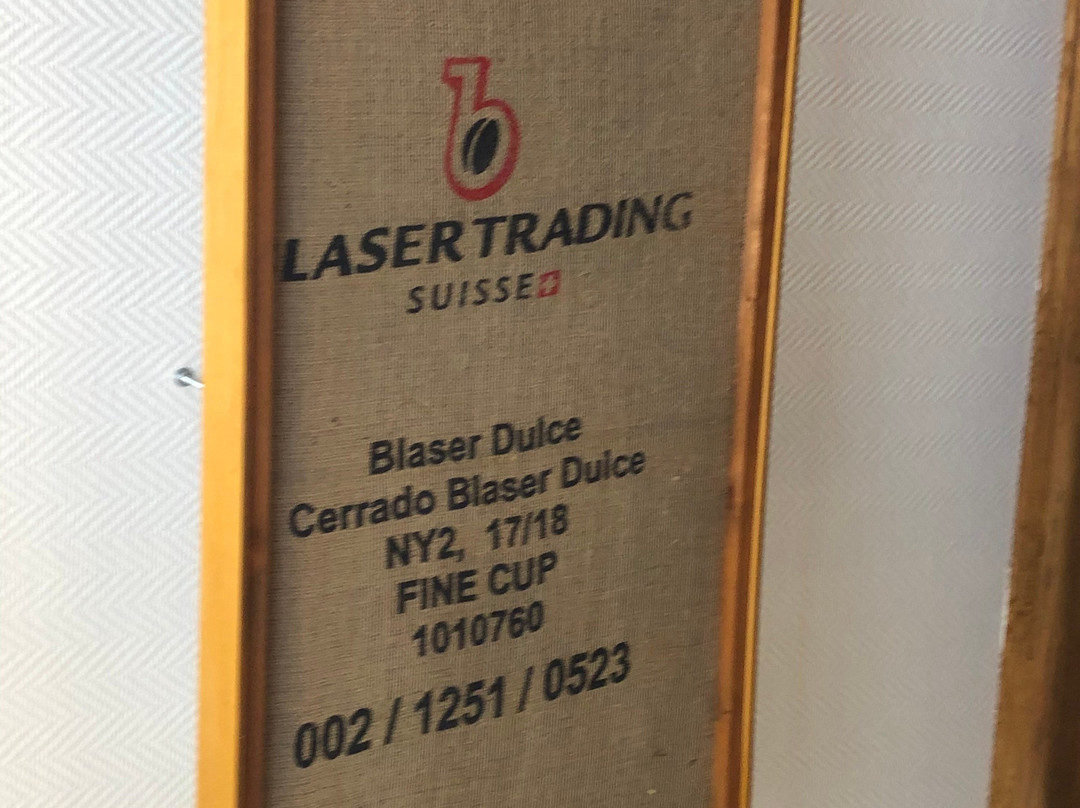 b
LASER TRADING
SUISSE
Blaser Dulce
Cerrado Blaser Dulce
NY2, 17/18
FINE CUP
1010760
002 / 1251 / 0523